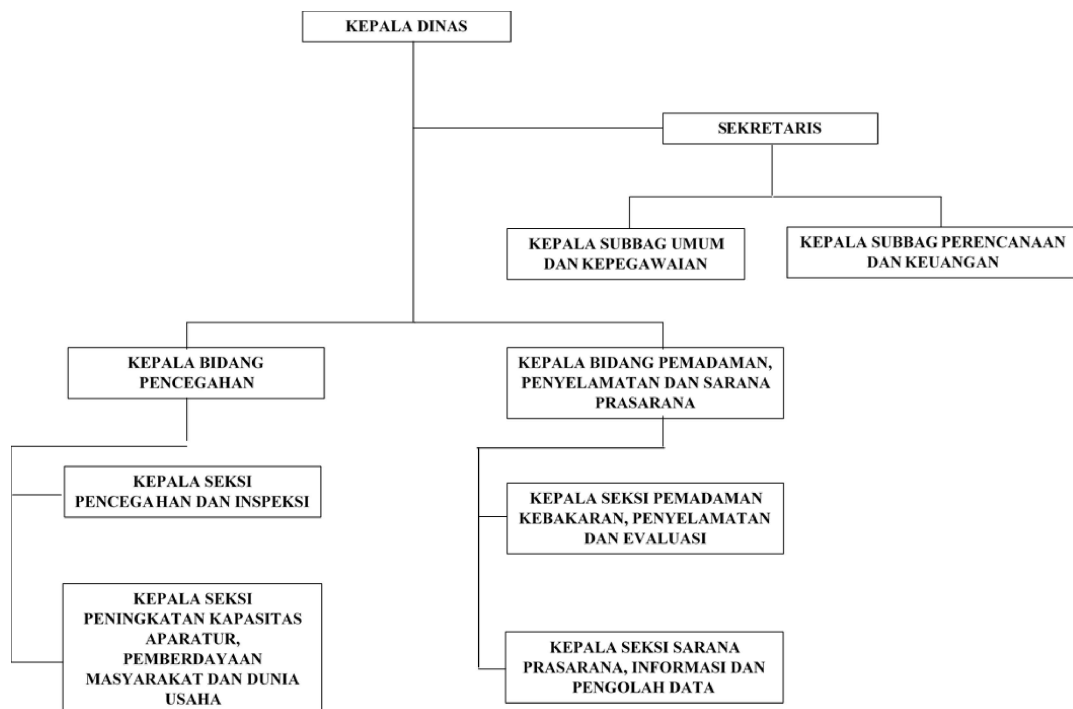 KEPALA DINAS
SEKRETARIS
KEPALA SUBBAG UMUM
DAN KEPEGAWAIAN
KEPALA SUBBAG PERENCANAAN
DAN KEUANGAN
KEPALA BIDANG
PENCEGAHAN
KEPALA BIDANG PEMADAMAN,
PENYELAMATAN DAN SARANA
PRASARANA
KEPALA SEKSI
PENCEGAHAN DAN INSPEKSI
KEPALA SEKSI PEMADAMAN
KEBAKARAN, PENYELAMATAN
DAN EVALUASI
KEPALA SEKSI
PENINGKATAN KAPASITAS
APARATUR,
PEMBERDAYAAN
MASYARAKAT DAN DUNIA
USAHA
KEPALA SEKSI SARANA
PRASARANA, INFORMASI DAN
PENGOLAH DATA